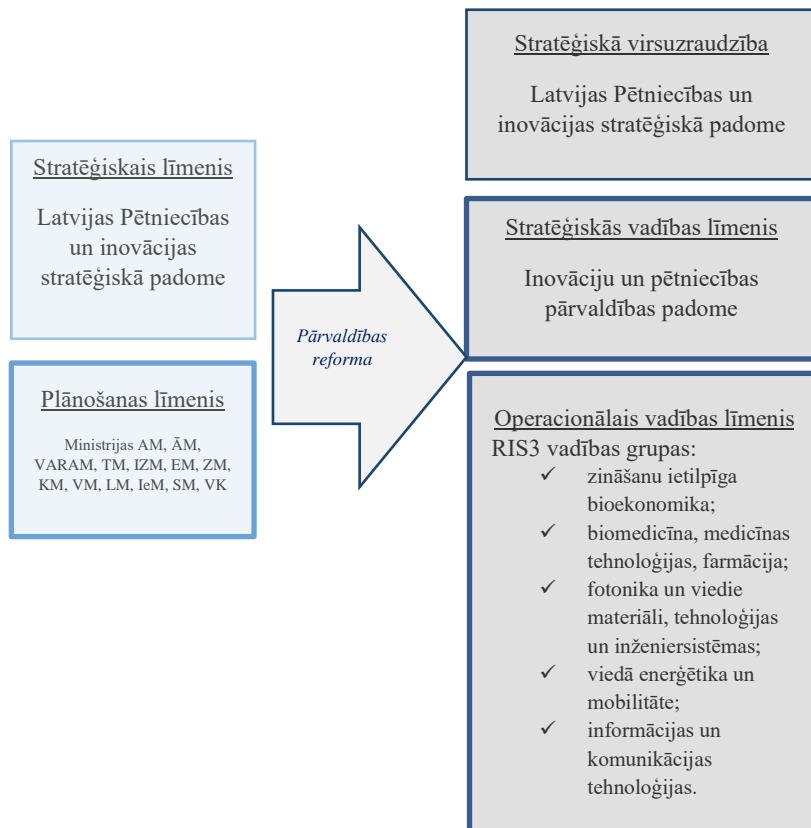 Stratēģiskais līmenis
Latvijas Pētniecības
un inovācijas
stratēģiskā padome
Plānošanas līmenis
Ministrijas AM, ĀM,
VARAM, TM, IZM, EM, ZM,
KM, VM, LM, IeM, SM, VK
Pārvaldības
reforma
Stratēģiskā virsuzraudzība
Latvijas Pētniecības un
inovācijas stratēģiskā padome
Stratēģiskās vadības līmenis
Inovāciju un pētniecības
pārvaldības padome
Operacionālais vadības līmenis
RIS3 vadības grupas:
✓ zināšanu ietilpīga
bioekonomika;
✓ biomedicīna, medicīnas
tehnoloģijas, farmācija;
✓ fotonika un viedie
materiāli, tehnoloģijas
un inženiersistēmas;
✓ viedā enerģētika un
mobilitāte;
✓ informācijas un
komunikācijas
tehnoloģijas.